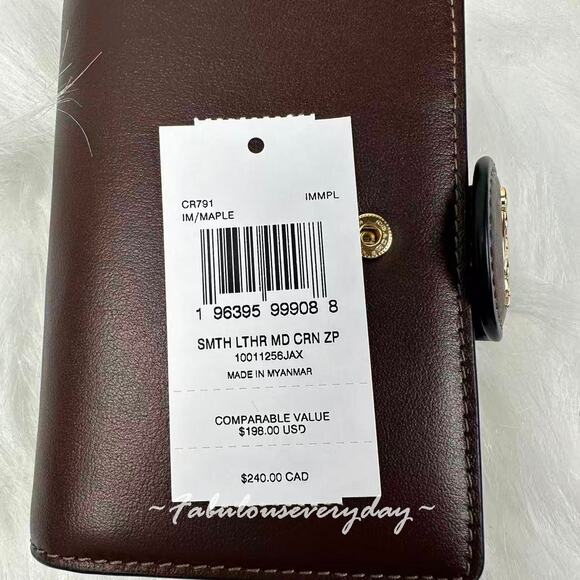 CR791 IMMPL
IM/MAPLE
1 96395 99908 8
SMTH LTHR MD CRN ZP
10011256JAX
MADE IN MYANMAR
COMPARABLE VALUE
$198.00 USD
$240.00 CAD
~Fabulouseveryday~